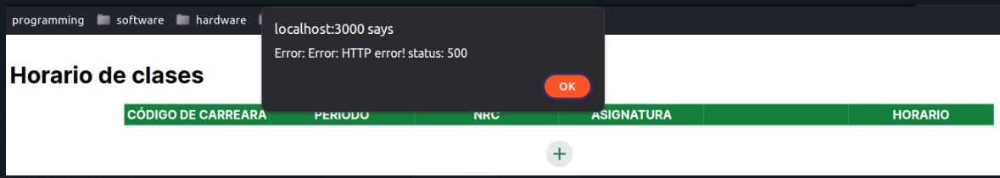 programming software hardware
localhost:3000 says
Error: Error: HTTP error! status: 500
OK
Horario de clases
CÓDIGO DE CARREARA PERIODO NRC ASIGNATURA HORARIO